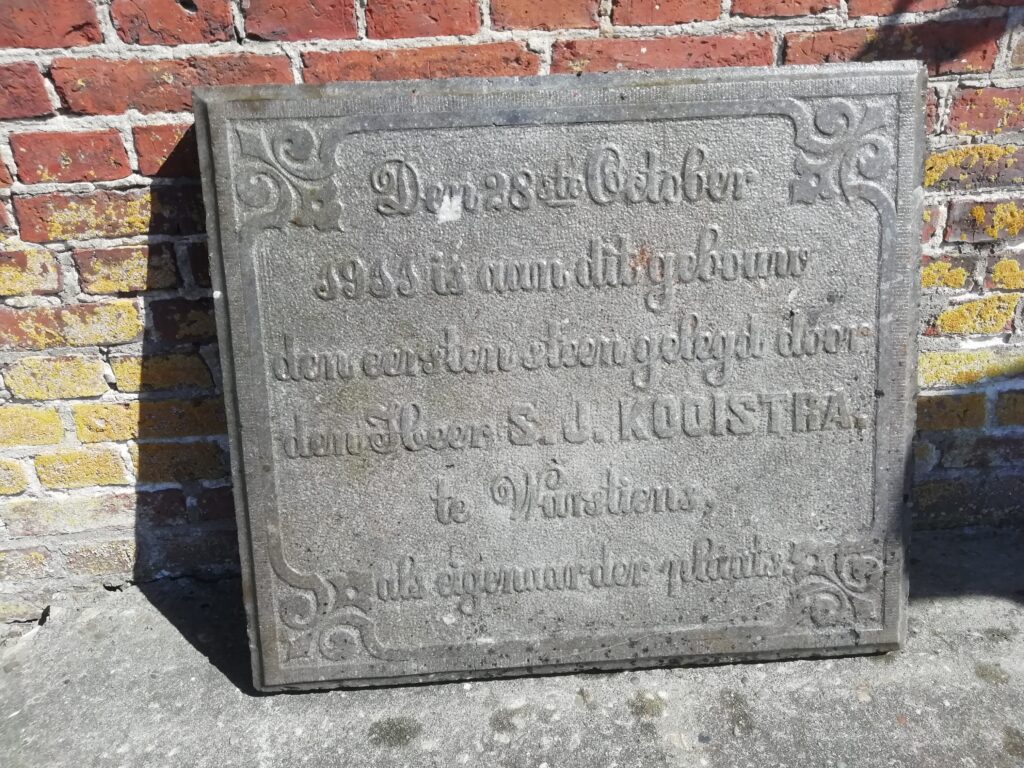 Den 28ste October
1911 is aan dit gebouw
den eersten steen gelegd door
den Heer S. J. KOOISTRA.
te Warstiens,
als eigenaar der plaats.